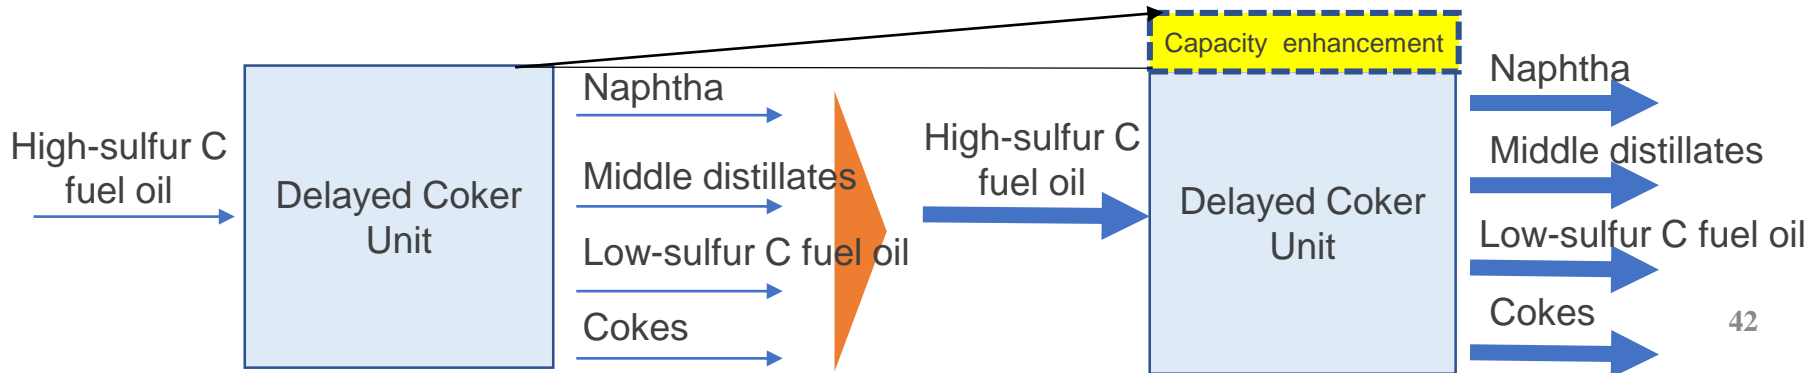 High-sulfur C
fuel oil
Delayed Coker
Unit
Naphtha
Middle distillates
Low-sulfur C fuel oil
Cokes
High-sulfur C
fuel oil
Capacity enhancement
Delayed Coker
Unit
Naphtha
Middle distillates
Low-sulfur C fuel oil
Cokes
42